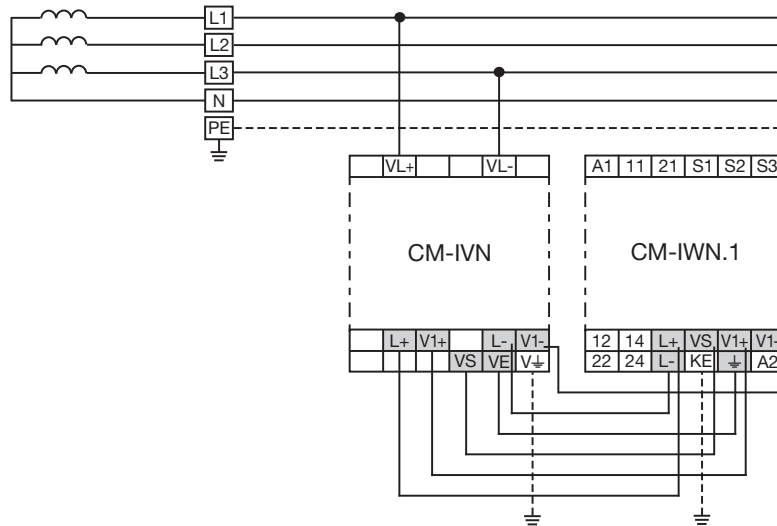 L1
L2
L3
N
PE
VL+ VL-
A1 11 21 S1 S2 S3
CM-IVN
CM-IWN.1
L+ V1+ L- V1-
VS VE V⏚
12 14 L+ VS V1+ V1-
22 24 L- KE ⏚ A2